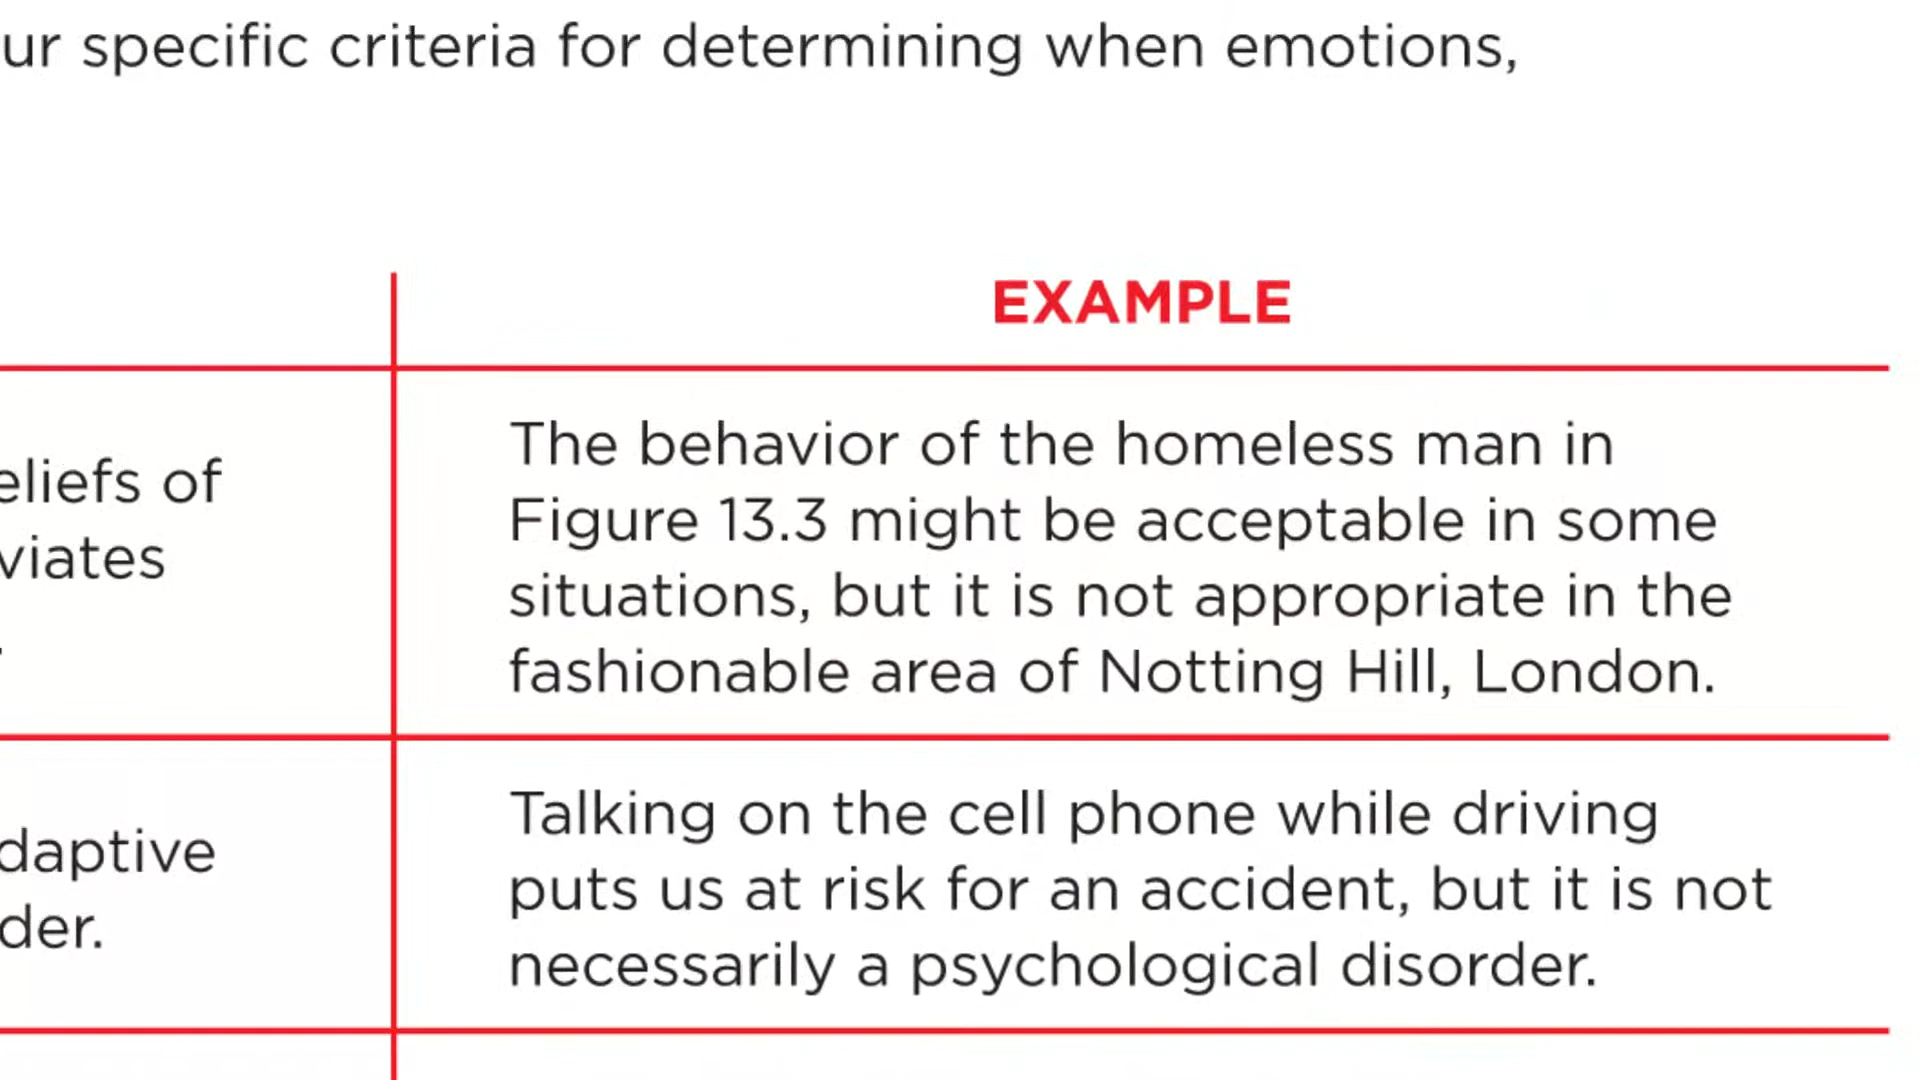 ur specific criteria for determining when emotions,
EXAMPLE
eliefs of
viates
The behavior of the homeless man in
Figure 13.3 might be acceptable in some
situations, but it is not appropriate in the
fashionable area of Notting Hill, London.
daptive
der.
Talking on the cell phone while driving
puts us at risk for an accident, but it is not
necessarily a psychological disorder.